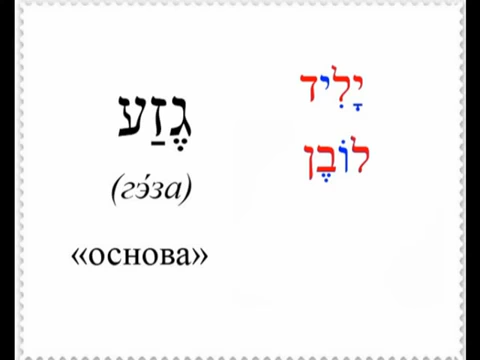 גֶזַע
(гэ́за)
«основа»
יָלִיד
לוֹבֶן